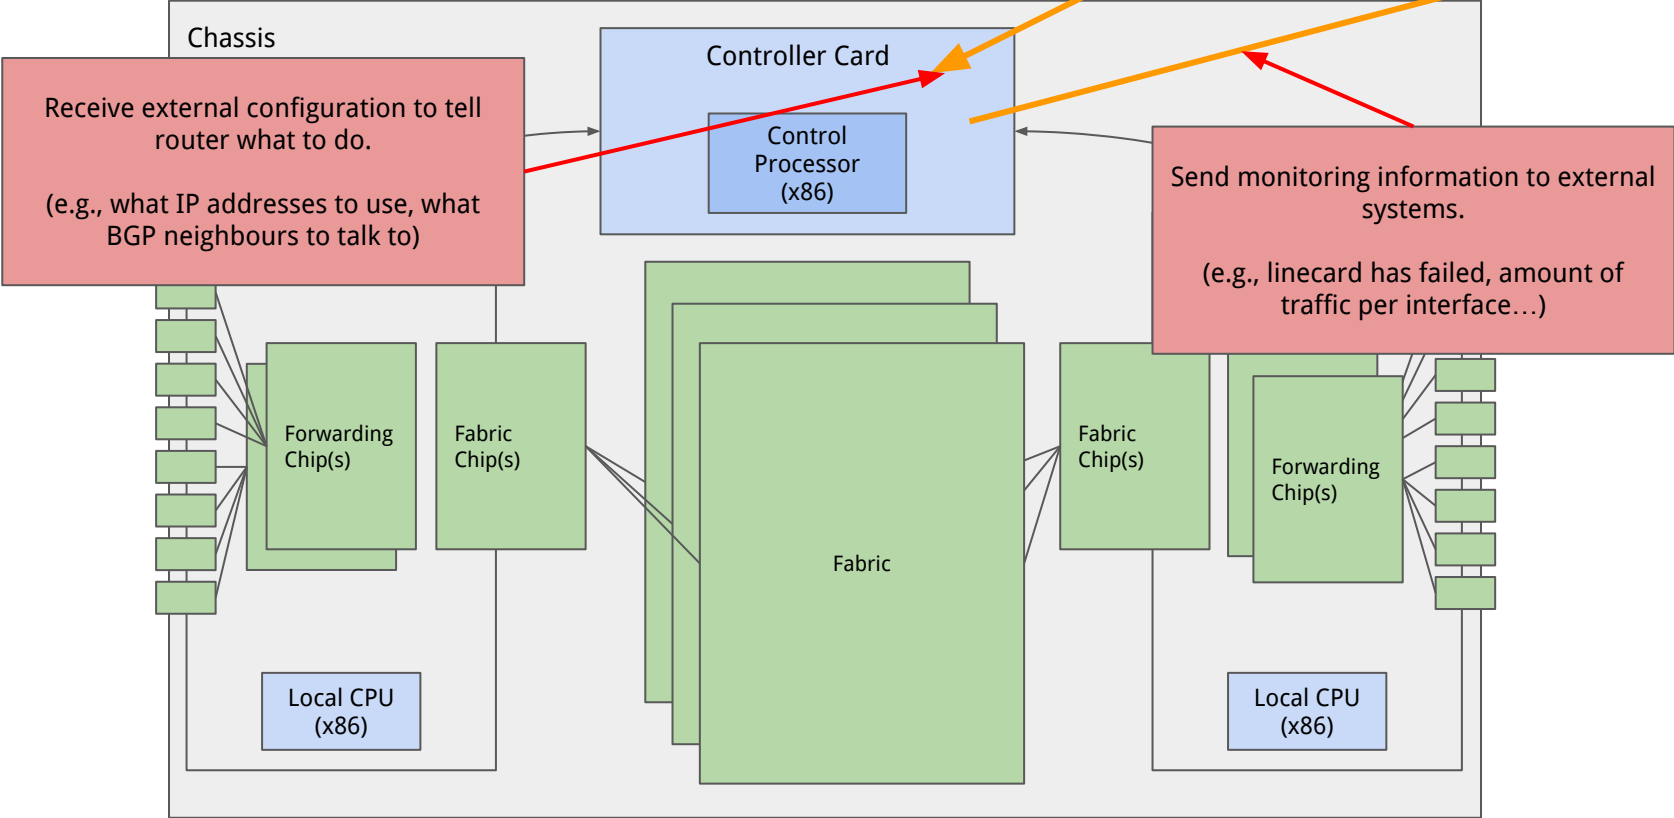 Chassis
Controller Card
Receive external configuration to tell
router what to do.
(e.g., what IP addresses to use, what
BGP neighbours to talk to)
Control
Processor
(x86)
Send monitoring information to external
systems.
(e.g., linecard has failed, amount of
traffic per interface…)
Forwarding
Chip(s)
Fabric
Chip(s)
Fabric
Fabric
Chip(s)
Forwarding
Chip(s)
Local CPU
(x86)
Local CPU
(x86)